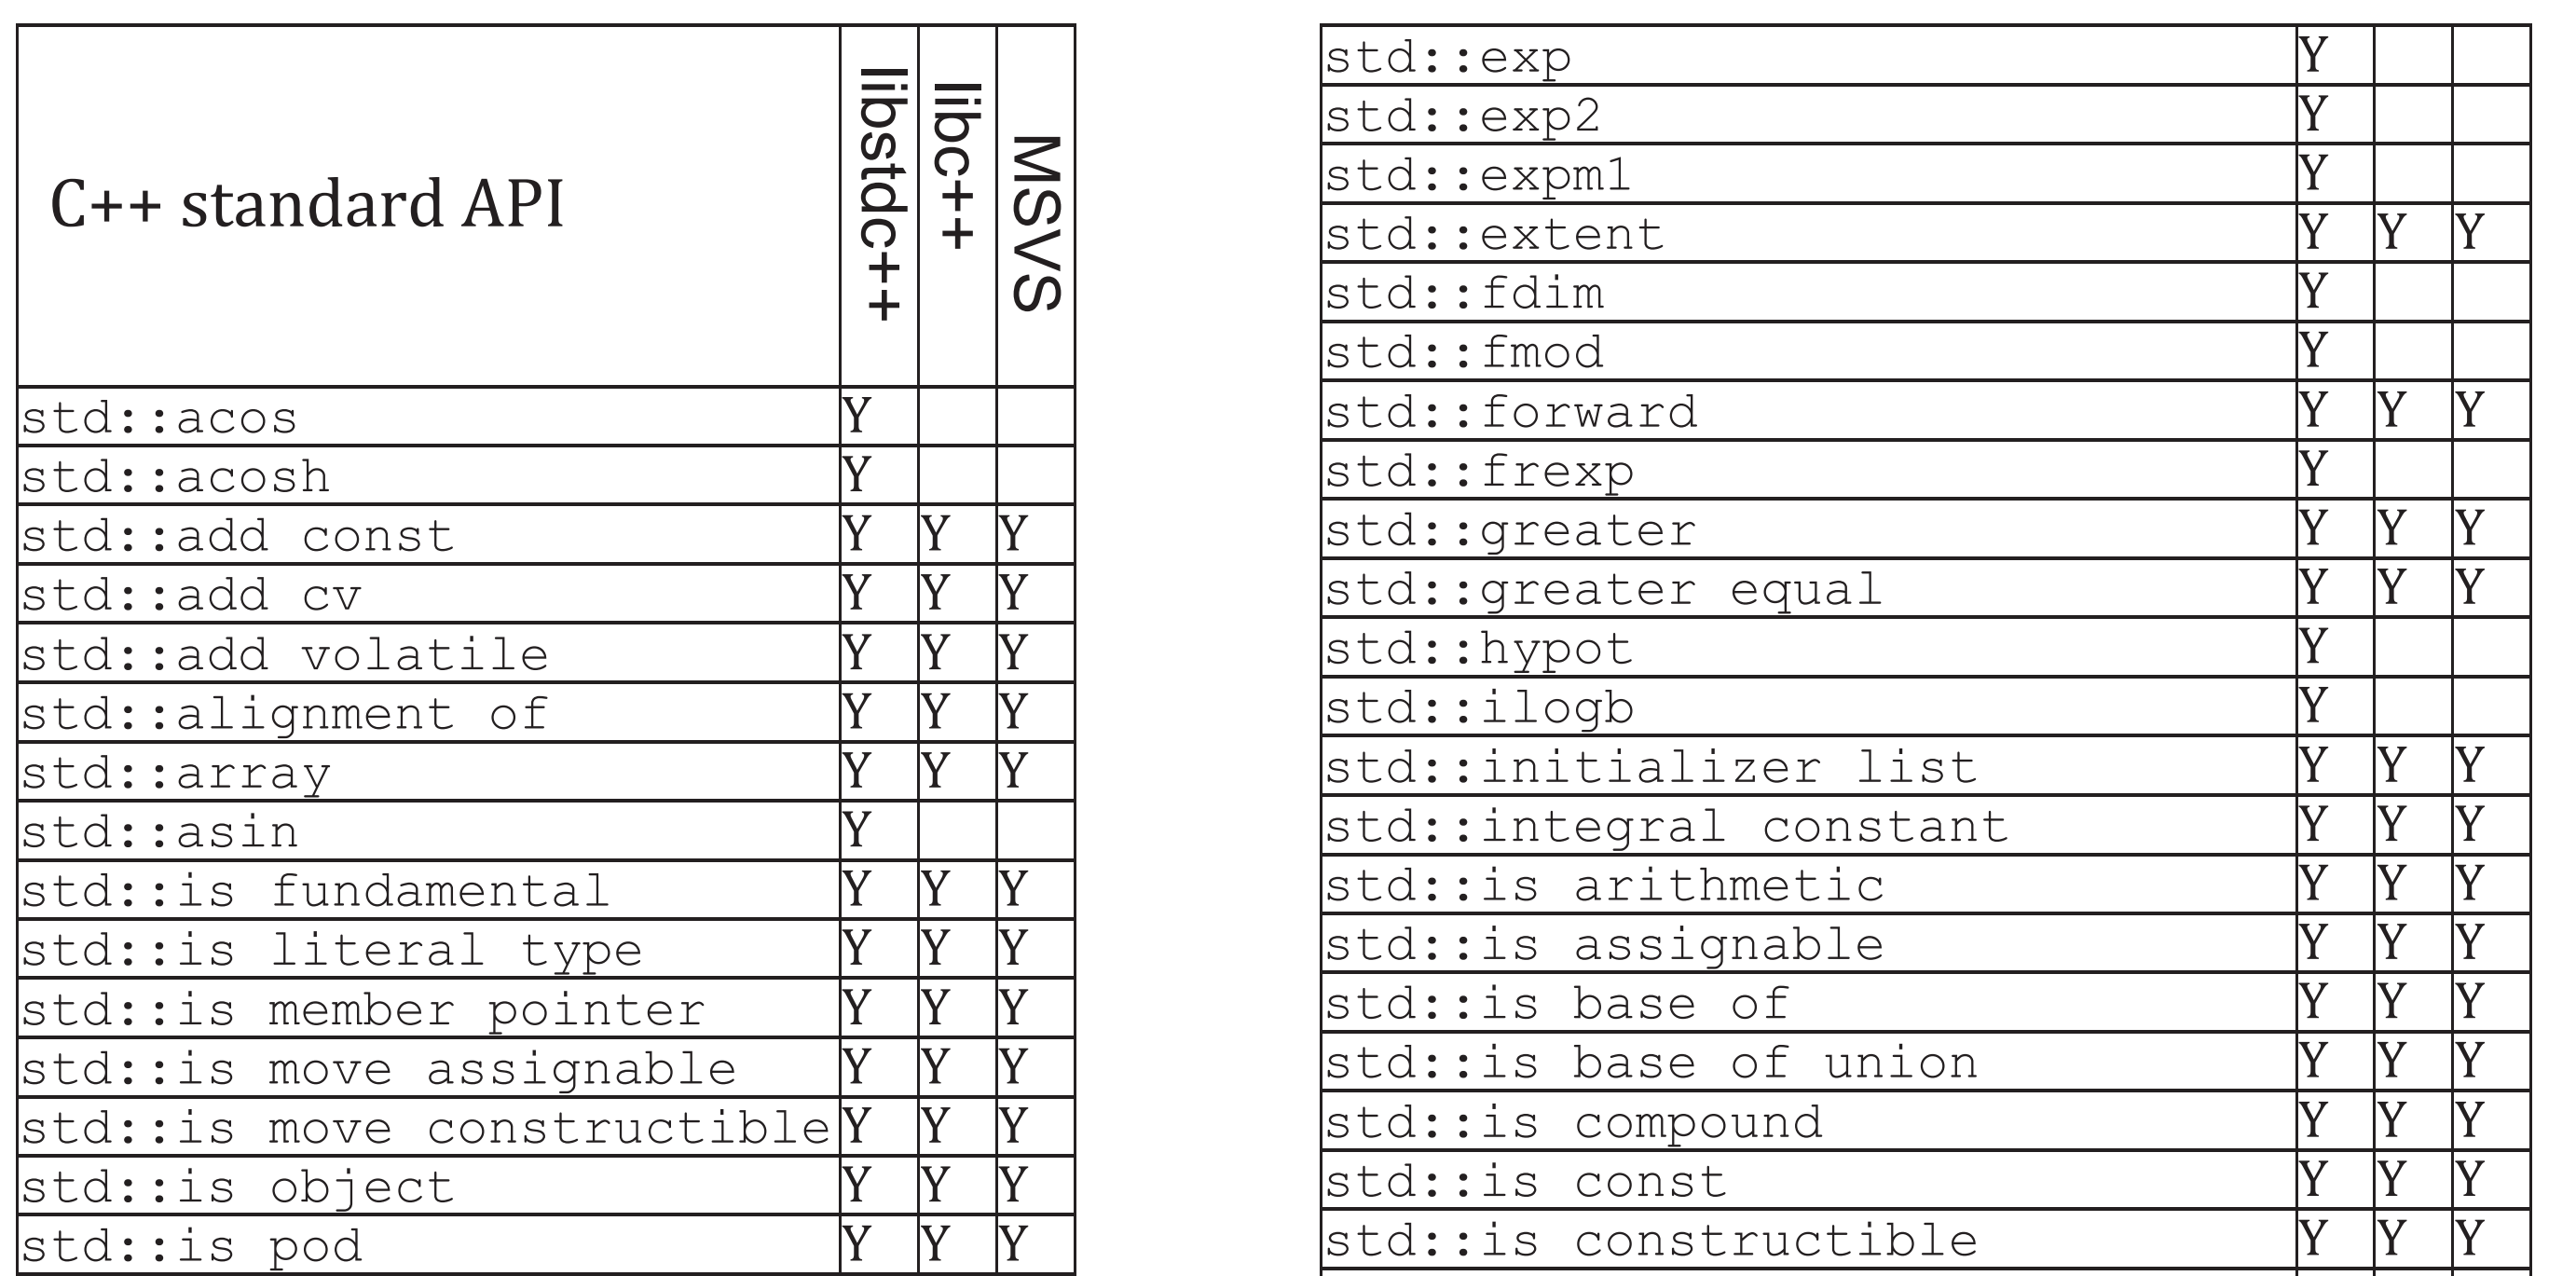 C++ standard API libstdc++ libc++ MSVS
std::acos Y
std::acosh Y
std::add const Y Y Y
std::add cv Y Y Y
std::add volatile Y Y Y
std::alignment of Y Y Y
std::array Y Y Y
std::asin Y
std::is fundamental Y Y Y
std::is literal type Y Y Y
std::is member pointer Y Y Y
std::is move assignable Y Y Y
std::is move constructible Y Y Y
std::is object Y Y Y
std::is pod Y Y Y
std::exp Y
std::exp2 Y
std::expm1 Y
std::extent Y Y Y
std::fdim Y
std::fmod Y
std::forward Y Y Y
std::frexp Y
std::greater Y Y Y
std::greater equal Y Y Y
std::hypot Y
std::ilogb Y
std::initializer list Y Y Y
std::integral constant Y Y Y
std::is arithmetic Y Y Y
std::is assignable Y Y Y
std::is base of Y Y Y
std::is base of union Y Y Y
std::is compound Y Y Y
std::is const Y Y Y
std::is constructible Y Y Y